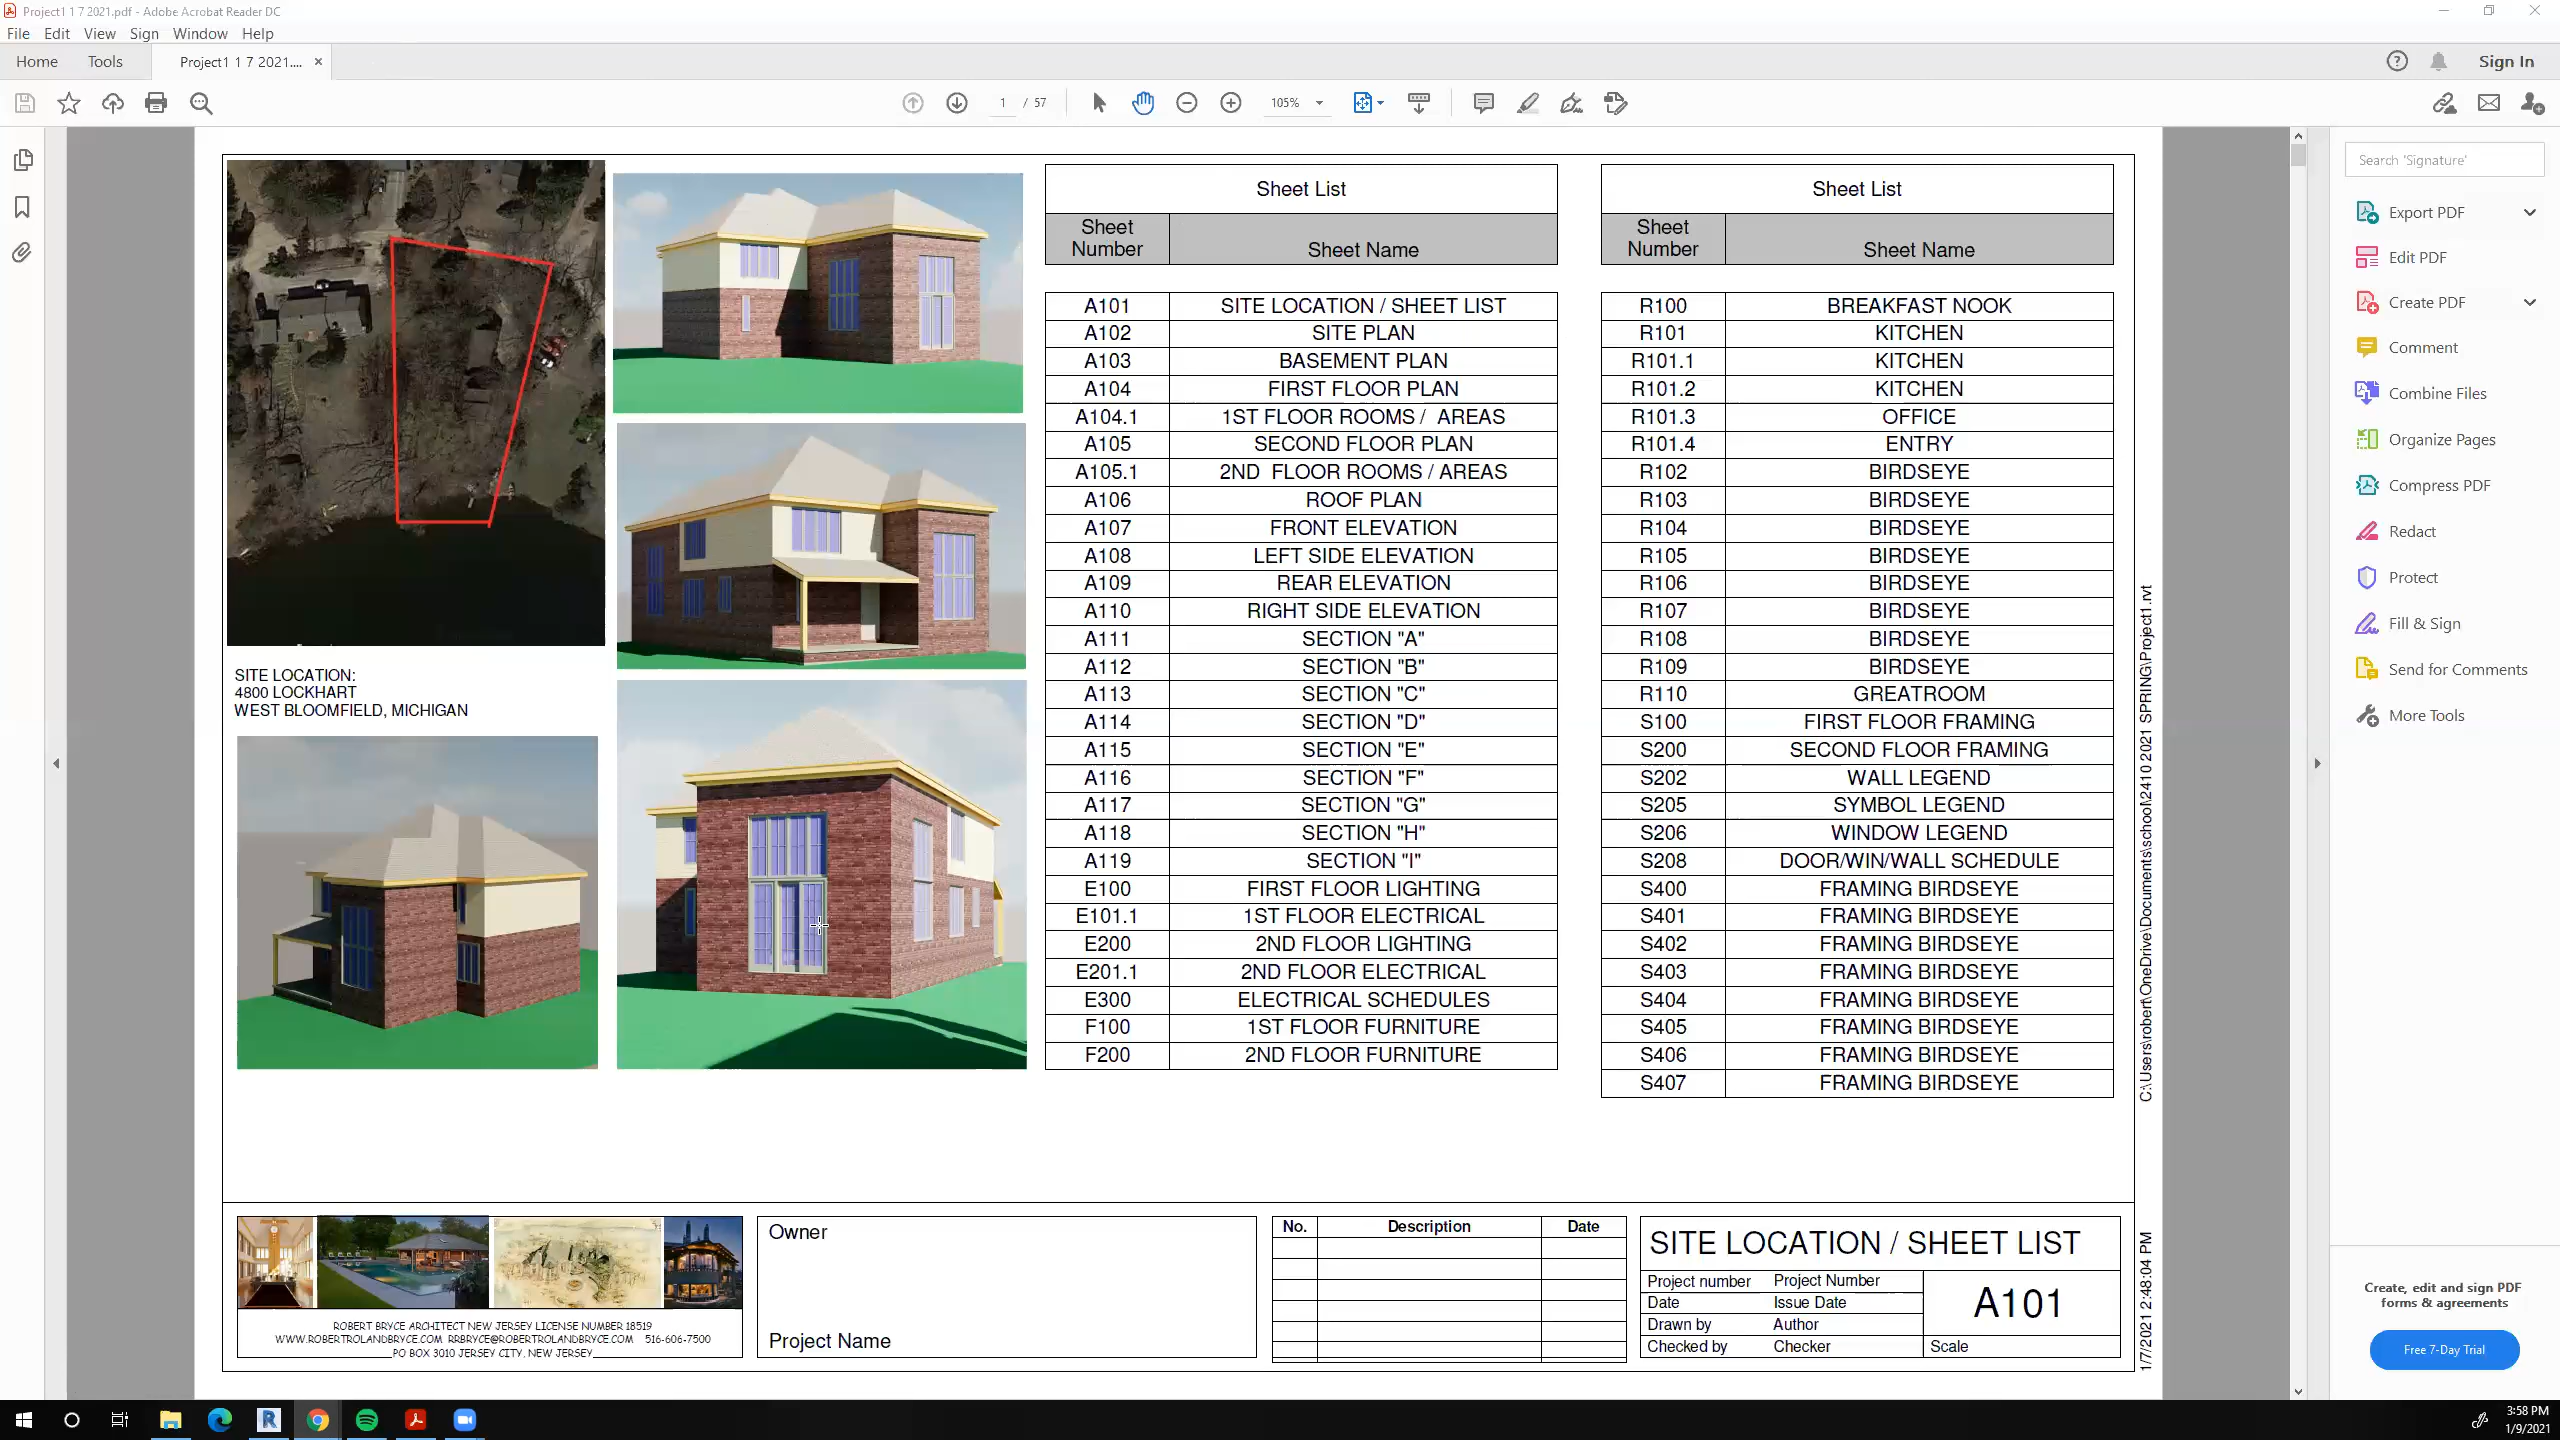 Project1 1 7 2021.pdf - Adobe Acrobat Reader DC
File Edit View Sign Window Help
Home Tools Project1 1 7 2021.... × Sign In
1 / 57 105%
SITE LOCATION:
4800 LOCKHART
WEST BLOOMFIELD, MICHIGAN
Sheet List
Sheet Number Sheet Name
A101 SITE LOCATION / SHEET LIST
A102 SITE PLAN
A103 BASEMENT PLAN
A104 FIRST FLOOR PLAN
A104.1 1ST FLOOR ROOMS / AREAS
A105 SECOND FLOOR PLAN
A105.1 2ND FLOOR ROOMS / AREAS
A106 ROOF PLAN
A107 FRONT ELEVATION
A108 LEFT SIDE ELEVATION
A109 REAR ELEVATION
A110 RIGHT SIDE ELEVATION
A111 SECTION "A"
A112 SECTION "B"
A113 SECTION "C"
A114 SECTION "D"
A115 SECTION "E"
A116 SECTION "F"
A117 SECTION "G"
A118 SECTION "H"
A119 SECTION "I"
E100 FIRST FLOOR LIGHTING
E101.1 1ST FLOOR ELECTRICAL
E200 2ND FLOOR LIGHTING
E201.1 2ND FLOOR ELECTRICAL
E300 ELECTRICAL SCHEDULES
F100 1ST FLOOR FURNITURE
F200 2ND FLOOR FURNITURE
Sheet List
Sheet Number Sheet Name
R100 BREAKFAST NOOK
R101 KITCHEN
R101.1 KITCHEN
R101.2 KITCHEN
R101.3 OFFICE
R101.4 ENTRY
R102 BIRDSEYE
R103 BIRDSEYE
R104 BIRDSEYE
R105 BIRDSEYE
R106 BIRDSEYE
R107 BIRDSEYE
R108 BIRDSEYE
R109 BIRDSEYE
R110 GREATROOM
S100 FIRST FLOOR FRAMING
S200 SECOND FLOOR FRAMING
S202 WALL LEGEND
S205 SYMBOL LEGEND
S206 WINDOW LEGEND
S208 DOOR/WIN/WALL SCHEDULE
S400 FRAMING BIRDSEYE
S401 FRAMING BIRDSEYE
S402 FRAMING BIRDSEYE
S403 FRAMING BIRDSEYE
S404 FRAMING BIRDSEYE
S405 FRAMING BIRDSEYE
S406 FRAMING BIRDSEYE
S407 FRAMING BIRDSEYE
C:\Users\robert\OneDrive\Documents\school\2410 2021 SPRING\Project1.rvt
1/7/2021 2:48:04 PM
ROBERT BRYCE ARCHITECT NEW JERSEY LICENSE NUMBER 18519
WWW.ROBERTROLANDBRYCE.COM RRBRYCE@ROBERTROLANDBRYCE.COM 516-606-7500
PO BOX 3010 JERSEY CITY, NEW JERSEY
Owner
Project Name
No. Description Date
SITE LOCATION / SHEET LIST
Project number Project Number
Date Issue Date
Drawn by Author
Checked by Checker
A101
Scale
Search 'Signature'
Export PDF
Edit PDF
Create PDF
Comment
Combine Files
Organize Pages
Compress PDF
Redact
Protect
Fill & Sign
Send for Comments
More Tools
Create, edit and sign PDF
forms & agreements
Free 7-Day Trial
3:58 PM
1/9/2021